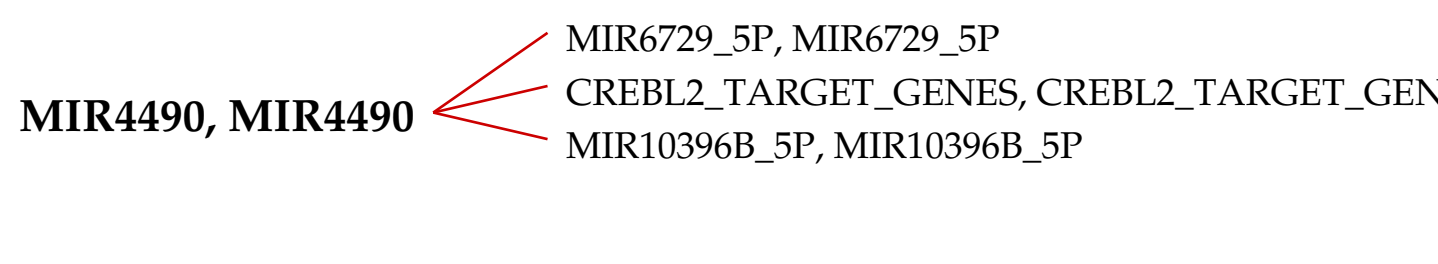 MIR6729_5P, MIR6729_5P
CREBL2_TARGET_GENES, CREBL2_TARGET_GEN
MIR4490, MIR4490
MIR10396B_5P, MIR10396B_5P